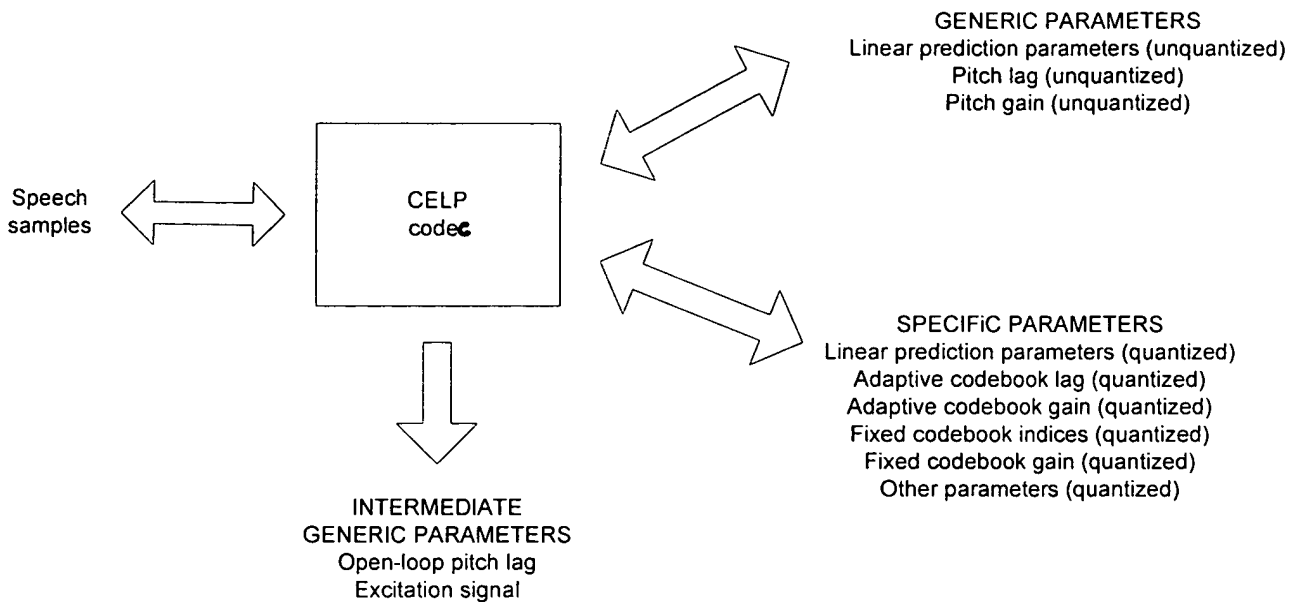 GENERIC PARAMETERS
Linear prediction parameters (unquantized)
Pitch lag (unquantized)
Pitch gain (unquantized)
Speech
samples
CELP
codec
SPECIFiC PARAMETERS
Linear prediction parameters (quantized)
Adaptive codebook lag (quantized)
Adaptive codebook gain (quantized)
Fixed codebook indices (quantized)
Fixed codebook gain (quantized)
Other parameters (quantized)
INTERMEDIATE
GENERIC PARAMETERS
Open-loop pitch lag
Excitation signal